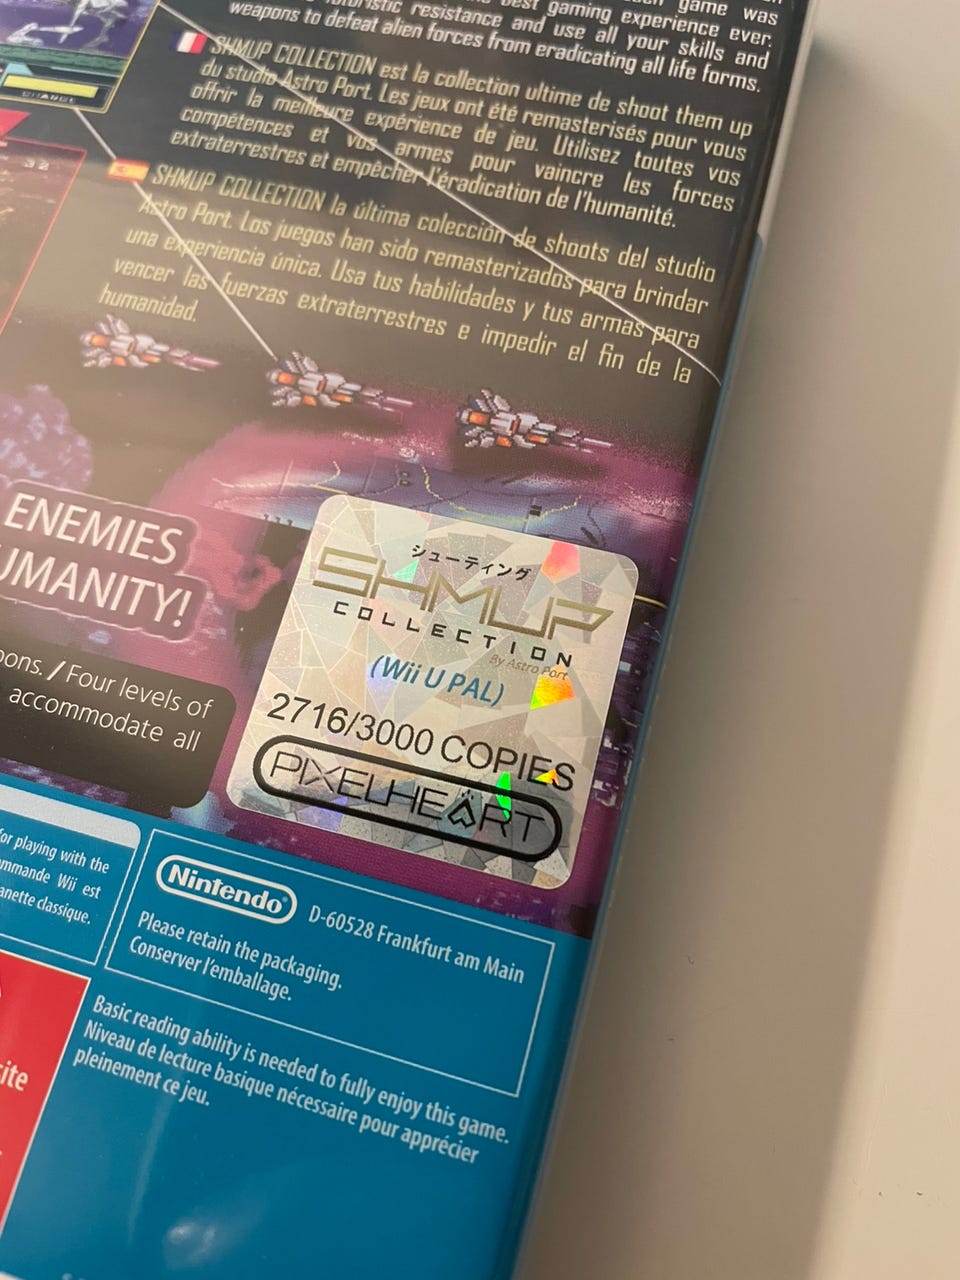 game was
best gaming experience ever.
futuristic resistance and use all your skills and
weapons to defeat alien forces from eradicating all life forms.
SHMUP COLLECTION est la collection ultime de shoot them up
du studio Astro Port. Les jeux ont été remasterisés pour vous
offrir la meilleure expérience de jeu. Utilisez toutes vos
compétences et vos armes pour vaincre les forces
extraterrestres et empêcher l'éradication de l'humanité.
CHANGE
32
SHMUP COLLECTION la última colección de shoots del studio
Astro Port. Los juegos han sido remasterizados para brindar
una experiencia única. Usa tus habilidades y tus armas para
vencer las fuerzas extraterrestres e impedir el fin de la
humanidad.
ENEMIES
UMANITY!
シューティング
SHMUP
COLLECTION
By Astro Port
(Wii U PAL)
2716/3000 COPIES
PIXELHEART
pons. / Four levels of
accommodate all
for playing with the
mmande Wii est
anette classique.
Nintendo
D-60528 Frankfurt am Main
Please retain the packaging.
Conserver l'emballage.
Basic reading ability is needed to fully enjoy this game.
Niveau de lecture basique nécessaire pour apprécier
pleinement ce jeu.
site